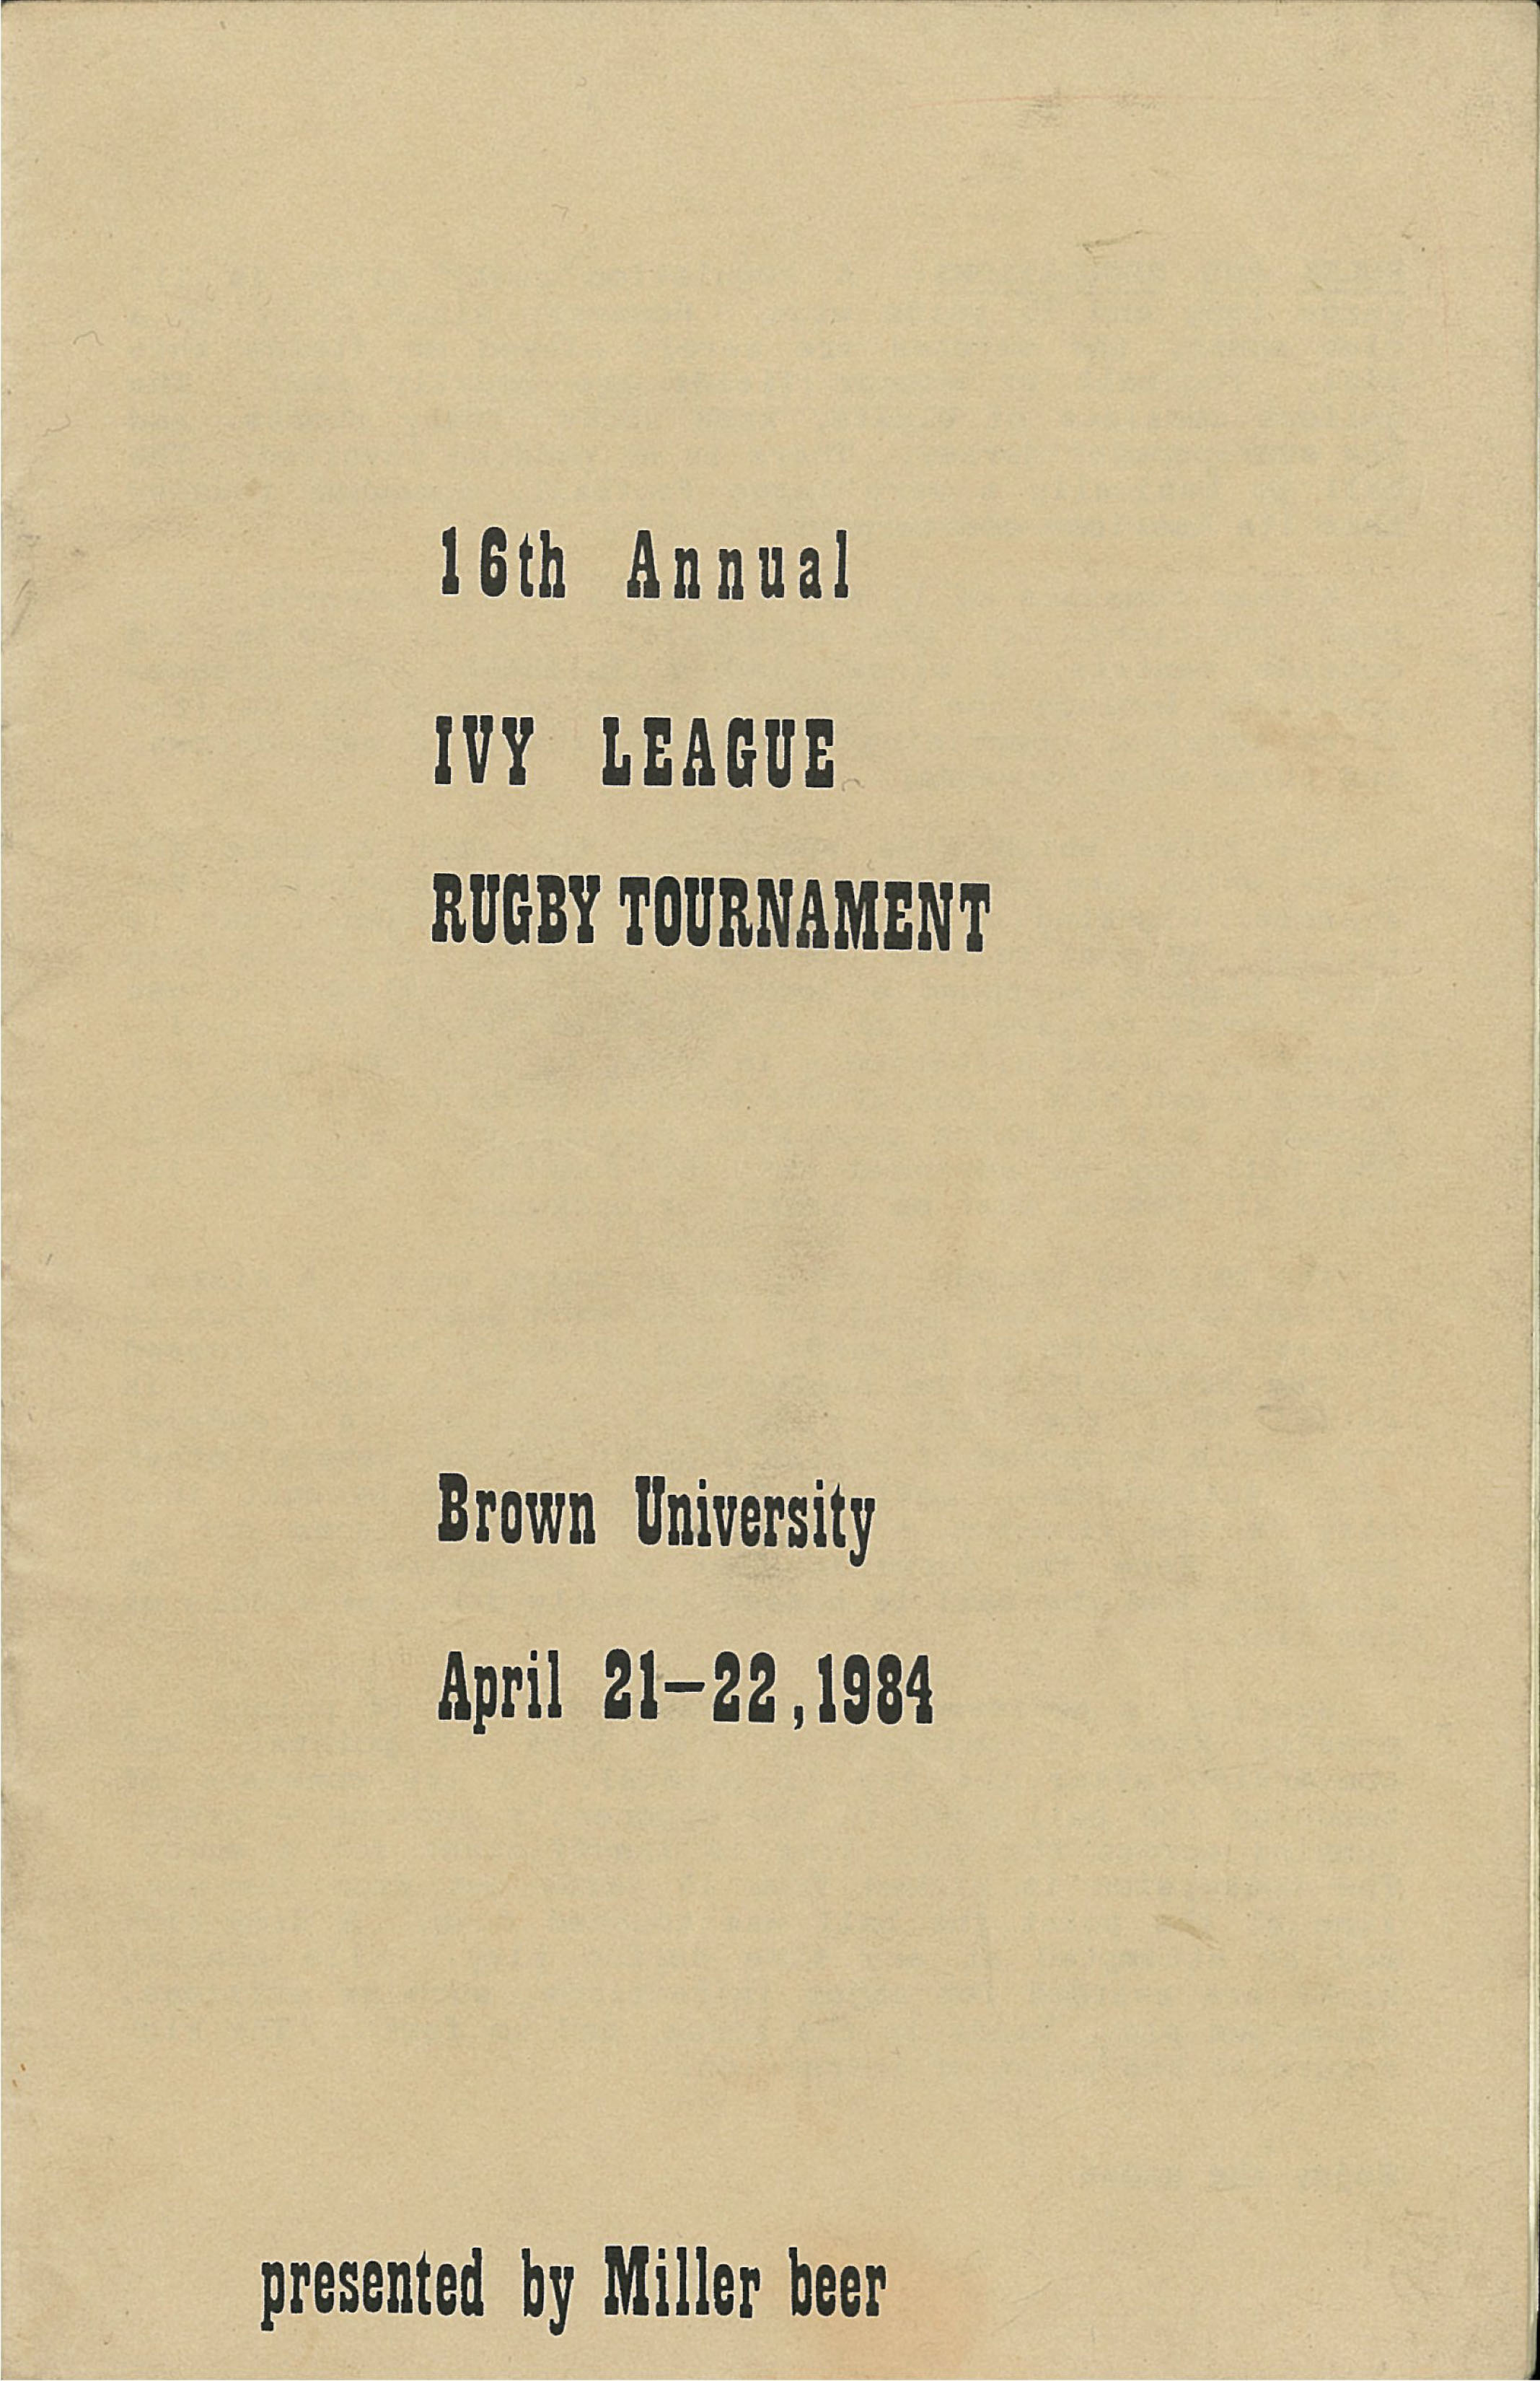 16th Annual
IVY LEAGUE
RUGBY TOURNAMENT
Brown University
April 21—22, 1984
presented by Miller beer